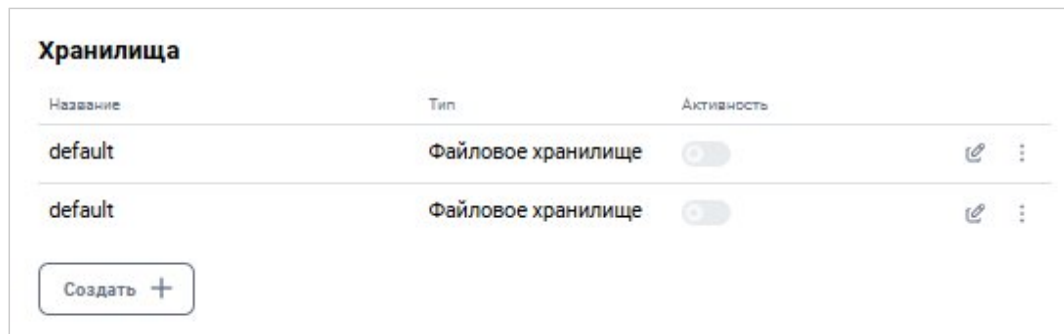 Хранилища
Название Тип Активность
default Файловое хранилище
default Файловое хранилище
Создать